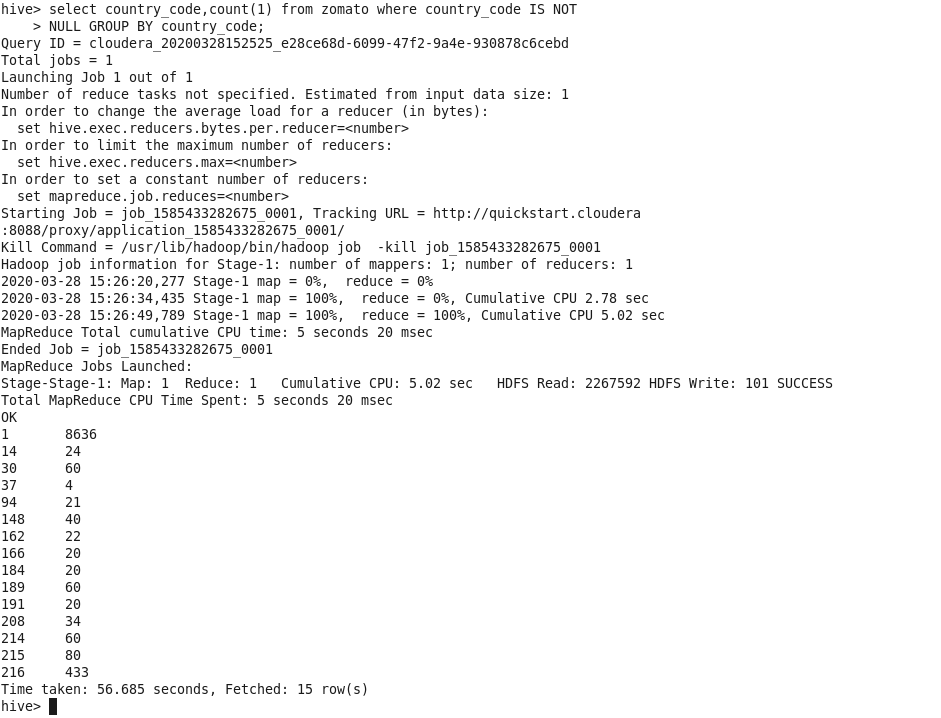 hive> select country_code,count(1) from zomato where country_code IS NOT
    > NULL GROUP BY country_code;
Query ID = cloudera_20200328152525_e28ce68d-6099-47f2-9a4e-930878c6cebd
Total jobs = 1
Launching Job 1 out of 1
Number of reduce tasks not specified. Estimated from input data size: 1
In order to change the average load for a reducer (in bytes):
  set hive.exec.reducers.bytes.per.reducer=<number>
In order to limit the maximum number of reducers:
  set hive.exec.reducers.max=<number>
In order to set a constant number of reducers:
  set mapreduce.job.reduces=<number>
Starting Job = job_1585433282675_0001, Tracking URL = http://quickstart.cloudera
:8088/proxy/application_1585433282675_0001/
Kill Command = /usr/lib/hadoop/bin/hadoop job  -kill job_1585433282675_0001
Hadoop job information for Stage-1: number of mappers: 1; number of reducers: 1
2020-03-28 15:26:20,277 Stage-1 map = 0%,  reduce = 0%
2020-03-28 15:26:34,435 Stage-1 map = 100%,  reduce = 0%, Cumulative CPU 2.78 sec
2020-03-28 15:26:49,789 Stage-1 map = 100%,  reduce = 100%, Cumulative CPU 5.02 sec
MapReduce Total cumulative CPU time: 5 seconds 20 msec
Ended Job = job_1585433282675_0001
MapReduce Jobs Launched:
Stage-Stage-1: Map: 1  Reduce: 1   Cumulative CPU: 5.02 sec   HDFS Read: 2267592 HDFS Write: 101 SUCCESS
Total MapReduce CPU Time Spent: 5 seconds 20 msec
OK
1       8636
14      24
30      60
37      4
94      21
148     40
162     22
166     20
184     20
189     60
191     20
208     34
214     60
215     80
216     433
Time taken: 56.685 seconds, Fetched: 15 row(s)
hive>